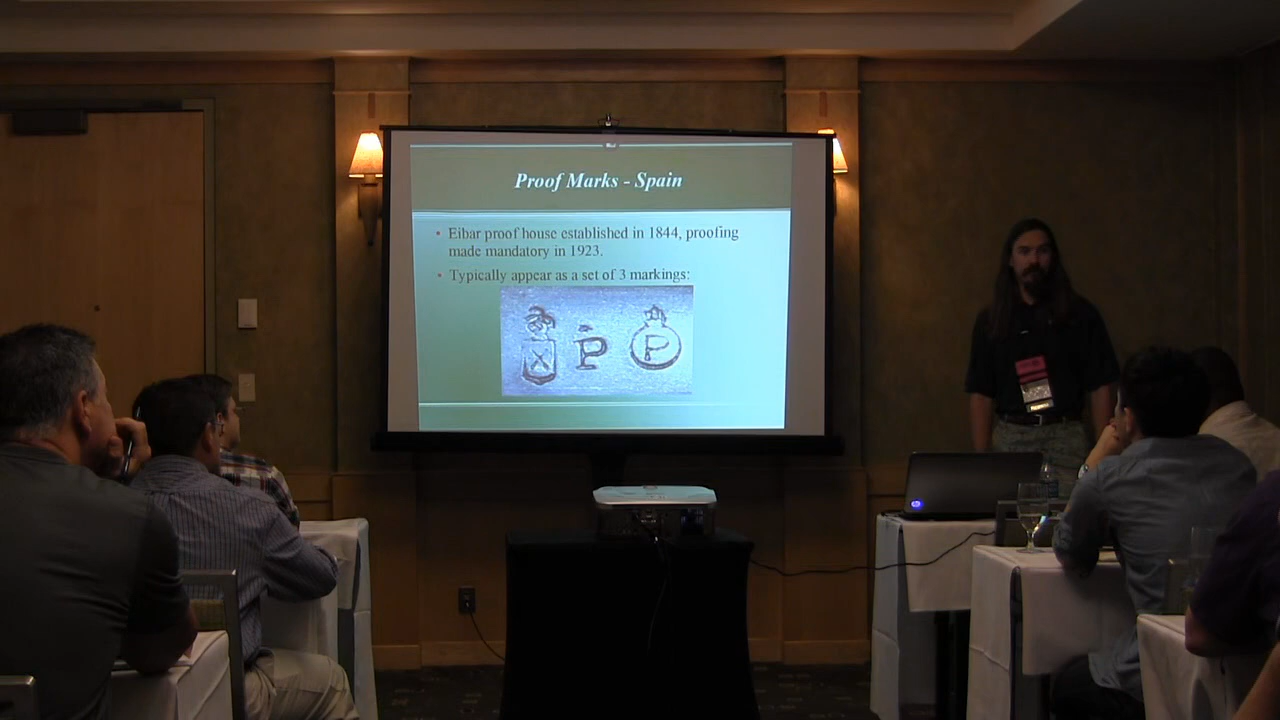 Proof Marks - Spain
• Eibar proof house established in 1844, proofing
made mandatory in 1923.
• Typically appear as a set of 3 markings:
X P P